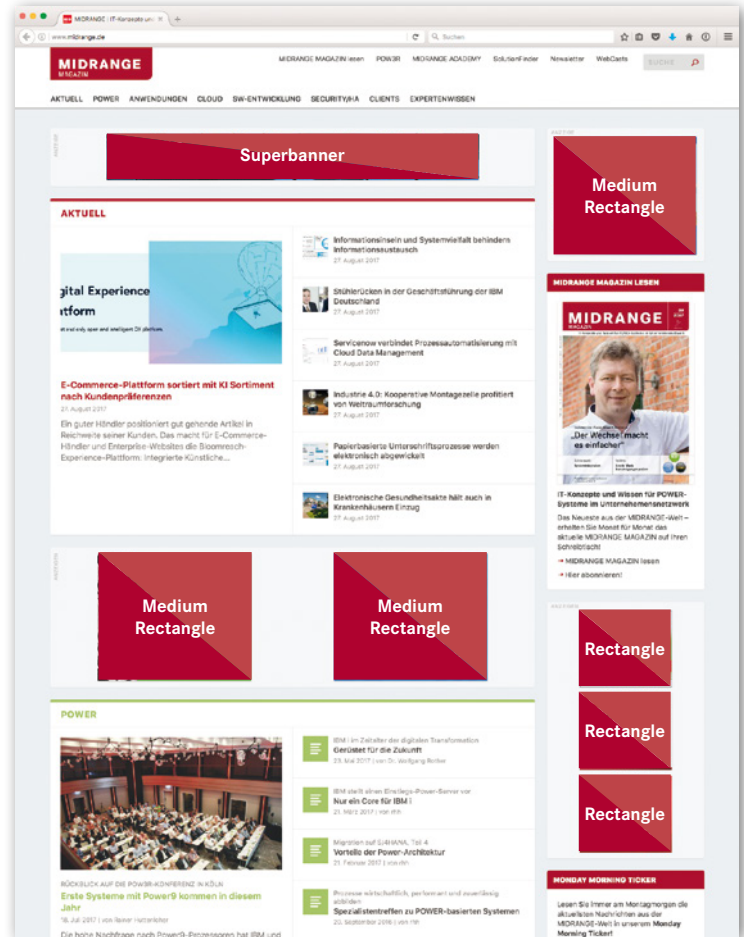 MIDRANGE | IT-Konzepte und
www.midrange.de
Suchen
MIDRANGE
MAGAZIN
MIDRANGE MAGAZIN lesen POW3R MIDRANGE ACADEMY SolutionFinder Newsletter WebCasts SUCHE
AKTUELL POWER ANWENDUNGEN CLOUD SW-ENTWICKLUNG SECURITY/HA CLIENTS EXPERTENWISSEN
Superbanner
AKTUELL
gital Experience
tform
E-Commerce-Plattform sortiert mit KI Sortiment
nach Kundenpräferenzen
21. August 2017
Ein guter Händler positioniert gut gehende Artikel in
Reichweite seiner Kunden. Das macht für E-Commerce-
Händler und Enterprise-Websites die Bloomreach-
Experience-Plattform: Integrierte Künstliche...
Informationsinseln und Systemvielfalt behindern
Informationsaustausch
27. August 2017
Stühlerücken in der Geschäftsführung der IBM
Deutschland
27. August 2017
Servicenow verbindet Prozessautomatisierung mit
Cloud Data Management
27. August 2017
Industrie 4.0: Kooperative Montagezelle profitiert
von Weltraumforschung
27. August 2017
Papierbasierte Unterschriftsprozesse werden
elektronisch abgewickelt
27. August 2017
Elektronische Gesundheitsakte hält auch in
Krankenhäusern Einzug
27. August 2017
Medium
Rectangle
Medium
Rectangle
POWER
RÜCKBLICK AUF DIE POW3R-KONFERENZ IN KÖLN
Erste Systeme mit Power9 kommen in diesem
Jahr
18. Juli 2017 | von Rainer Huttenloher
Die hohe Nachfrage nach Power9-Prozessoren hat IBM und
IBM i im Zeitalter der digitalen Transformation
Gerüstet für die Zukunft
23. Mai 2017 | von Dr. Wolfgang Rother
IBM stellt einen Einstiegs-Power-Server vor
Nur ein Core für IBM i
21. März 2017 | von rhh
Migration auf S/4HANA, Teil 4
Vorteile der Power-Architektur
21. Februar 2017 | von rhh
Prozesse wirtschaftlich, performant und zuverlässig
abbilden
Spezialistentreffen zu POWER-basierten Systemen
20. September 2016 | von rhh
Medium
Rectangle
MIDRANGE MAGAZIN LESEN
MIDRANGE
MAGAZIN
„Der Wechsel macht
es einfacher“
IT-Konzepte und Wissen für POWER-
Systeme im Unternehmensnetzwerk
Das Neueste aus der MIDRANGE-Welt –
erhalten Sie Monat für Monat das
aktuelle MIDRANGE MAGAZIN auf Ihren
Schreibtisch!
→ MIDRANGE MAGAZIN lesen
→ Hier abonnieren!
Rectangle
Rectangle
Rectangle
MONDAY MORNING TICKER
Lesen Sie immer am Montagmorgen die
aktuellsten Nachrichten aus der
MIDRANGE-Welt in unserem Monday
Morning Ticker!